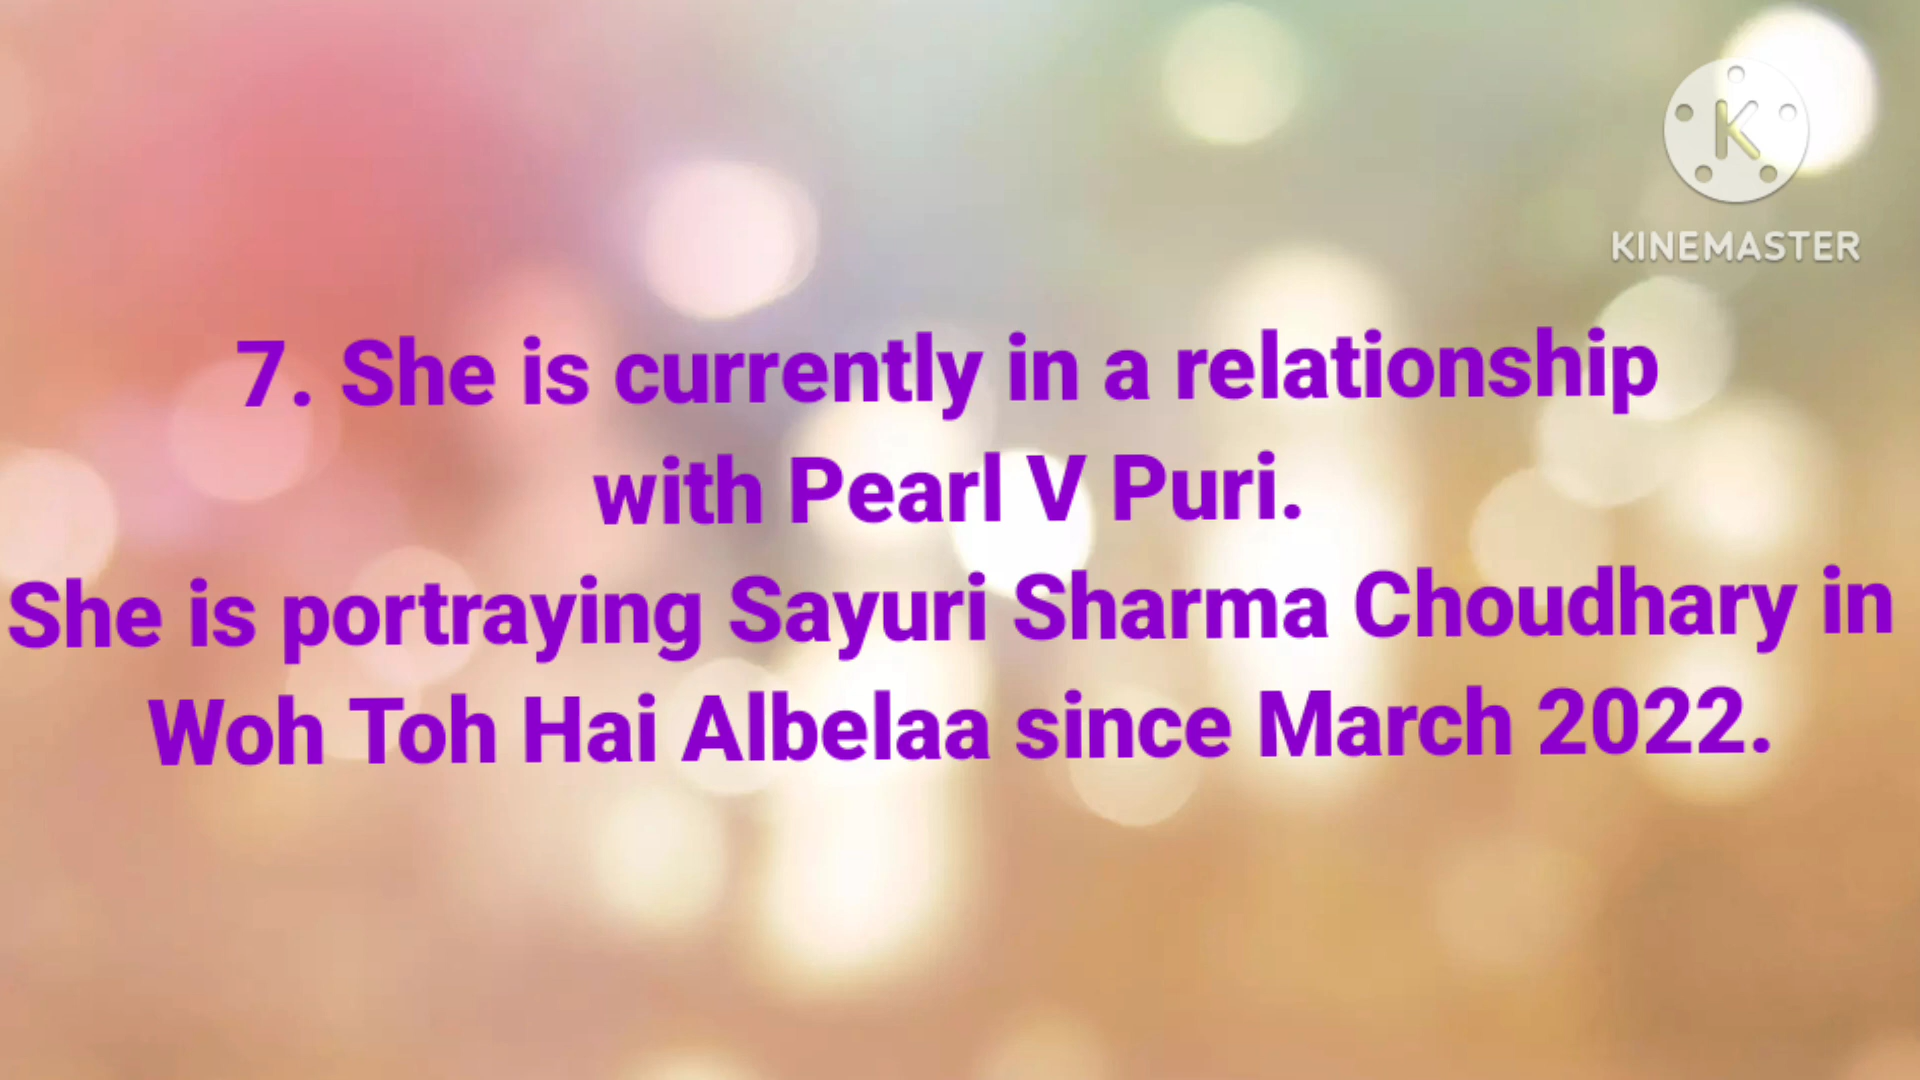 K
KINEMASTER
7. She is currently in a relationship
with Pearl V Puri.
She is portraying Sayuri Sharma Choudhary in
Woh Toh Hai Albelaa since March 2022.